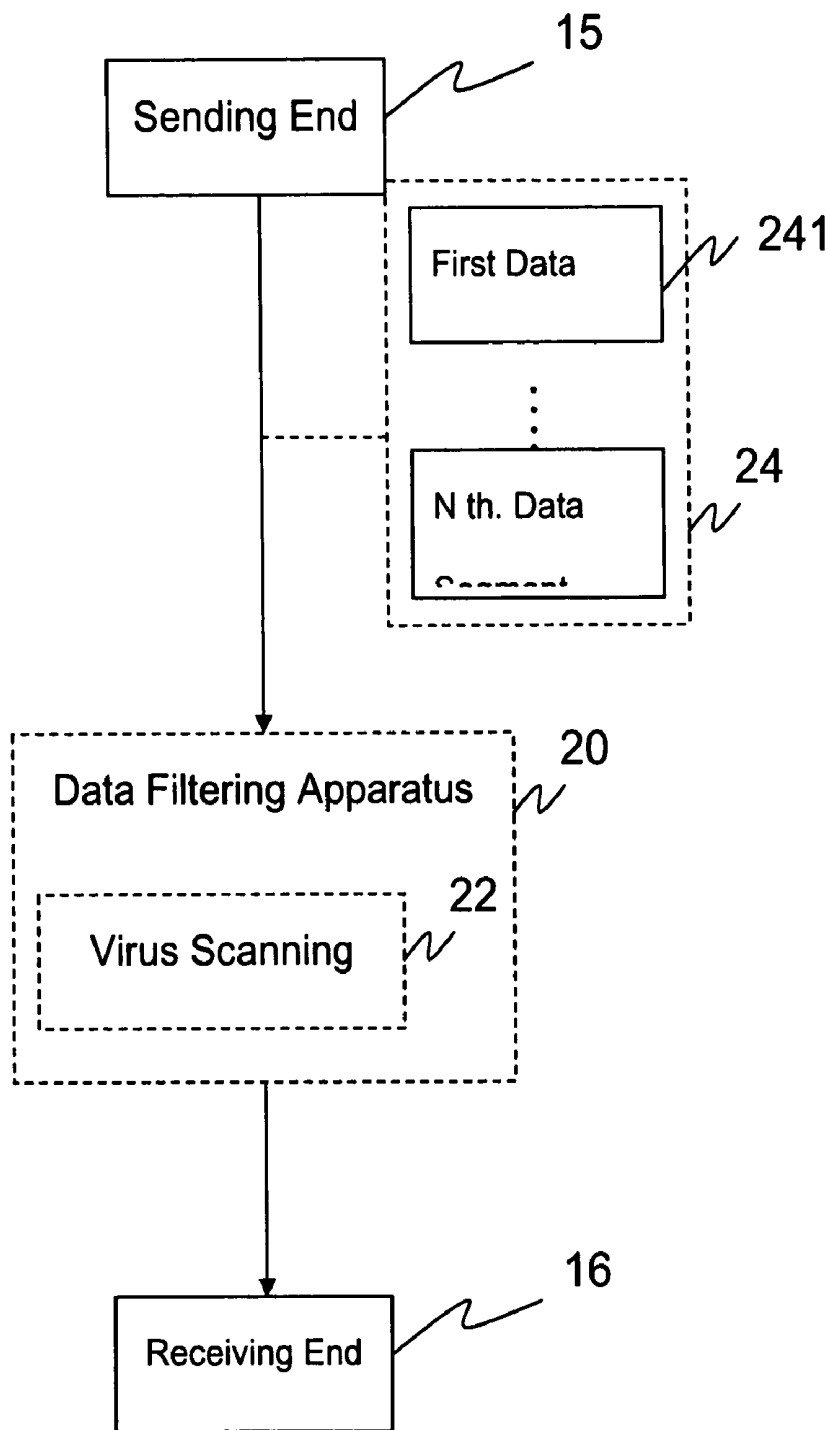 15
Sending End
241
First Data
24
N th. Data
Segment
20
Data Filtering Apparatus
22
Virus Scanning
16
Receiving End